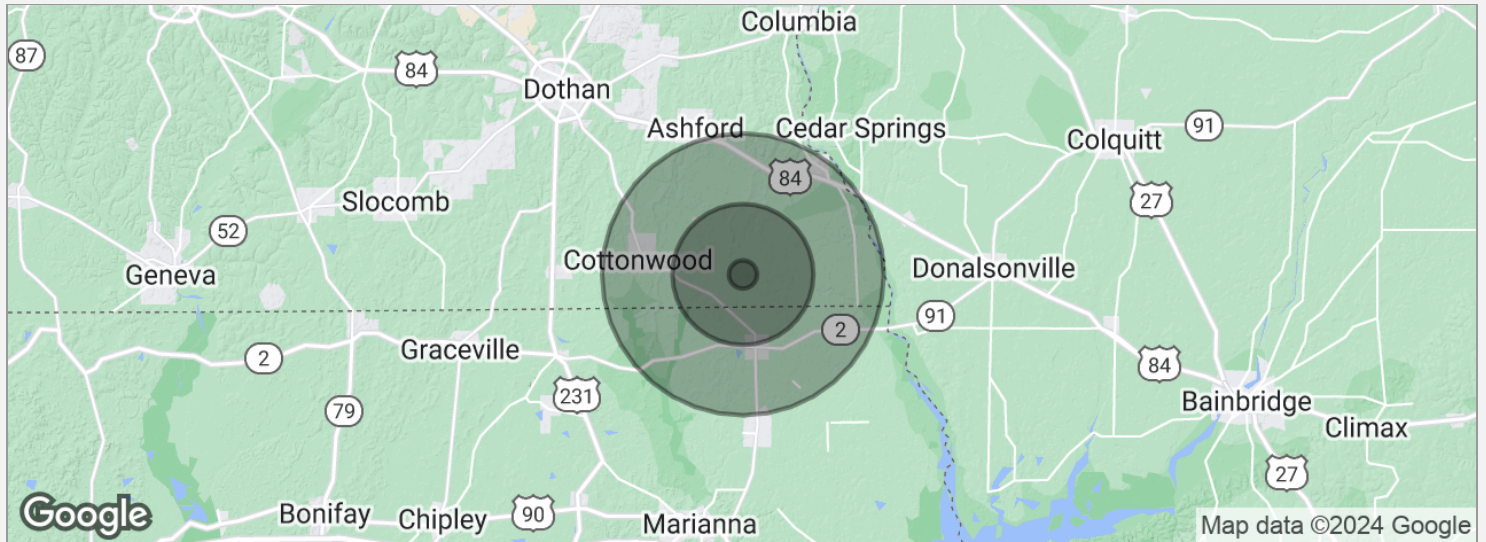 Columbia
87
84
Dothan
Ashford
Cedar Springs
91
Colquitt
84
27
Slocomb
52
Cottonwood
Donalsonville
Geneva
91
2
Graceville
2
84
231
79
Bainbridge
Climax
27
Google
Bonifay
Chipley
90
Marianna
Map data ©2024 Google